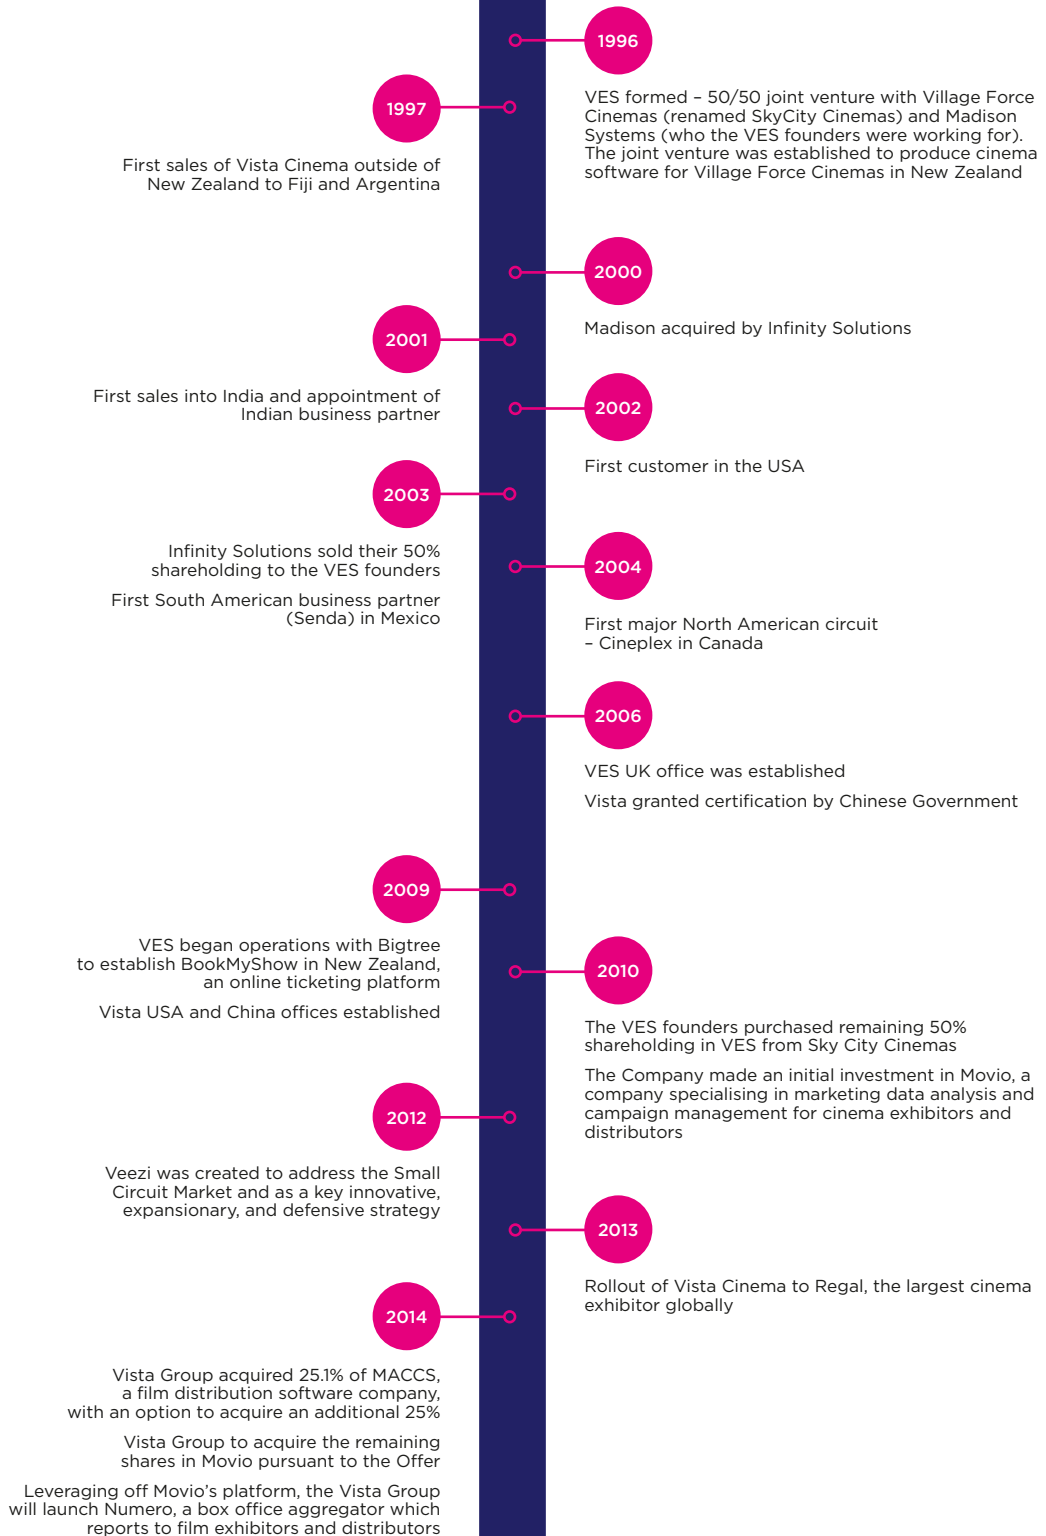 1996
VES formed – 50/50 joint venture with Village Force
Cinemas (renamed SkyCity Cinemas) and Madison
Systems (who the VES founders were working for).
The joint venture was established to produce cinema
software for Village Force Cinemas in New Zealand
1997
First sales of Vista Cinema outside of
New Zealand to Fiji and Argentina
2000
Madison acquired by Infinity Solutions
2001
First sales into India and appointment of
Indian business partner
2002
First customer in the USA
2003
Infinity Solutions sold their 50%
shareholding to the VES founders
First South American business partner
(Senda) in Mexico
2004
First major North American circuit
– Cineplex in Canada
2006
VES UK office was established
Vista granted certification by Chinese Government
2009
VES began operations with Bigtree
to establish BookMyShow in New Zealand,
an online ticketing platform
Vista USA and China offices established
2010
The VES founders purchased remaining 50%
shareholding in VES from Sky City Cinemas
The Company made an initial investment in Movio, a
company specialising in marketing data analysis and
campaign management for cinema exhibitors and
distributors
2012
Veezi was created to address the Small
Circuit Market and as a key innovative,
expansionary, and defensive strategy
2013
Rollout of Vista Cinema to Regal, the largest cinema
exhibitor globally
2014
Vista Group acquired 25.1% of MACCS,
a film distribution software company,
with an option to acquire an additional 25%
Vista Group to acquire the remaining
shares in Movio pursuant to the Offer
Leveraging off Movio's platform, the Vista Group
will launch Numero, a box office aggregator which
reports to film exhibitors and distributors